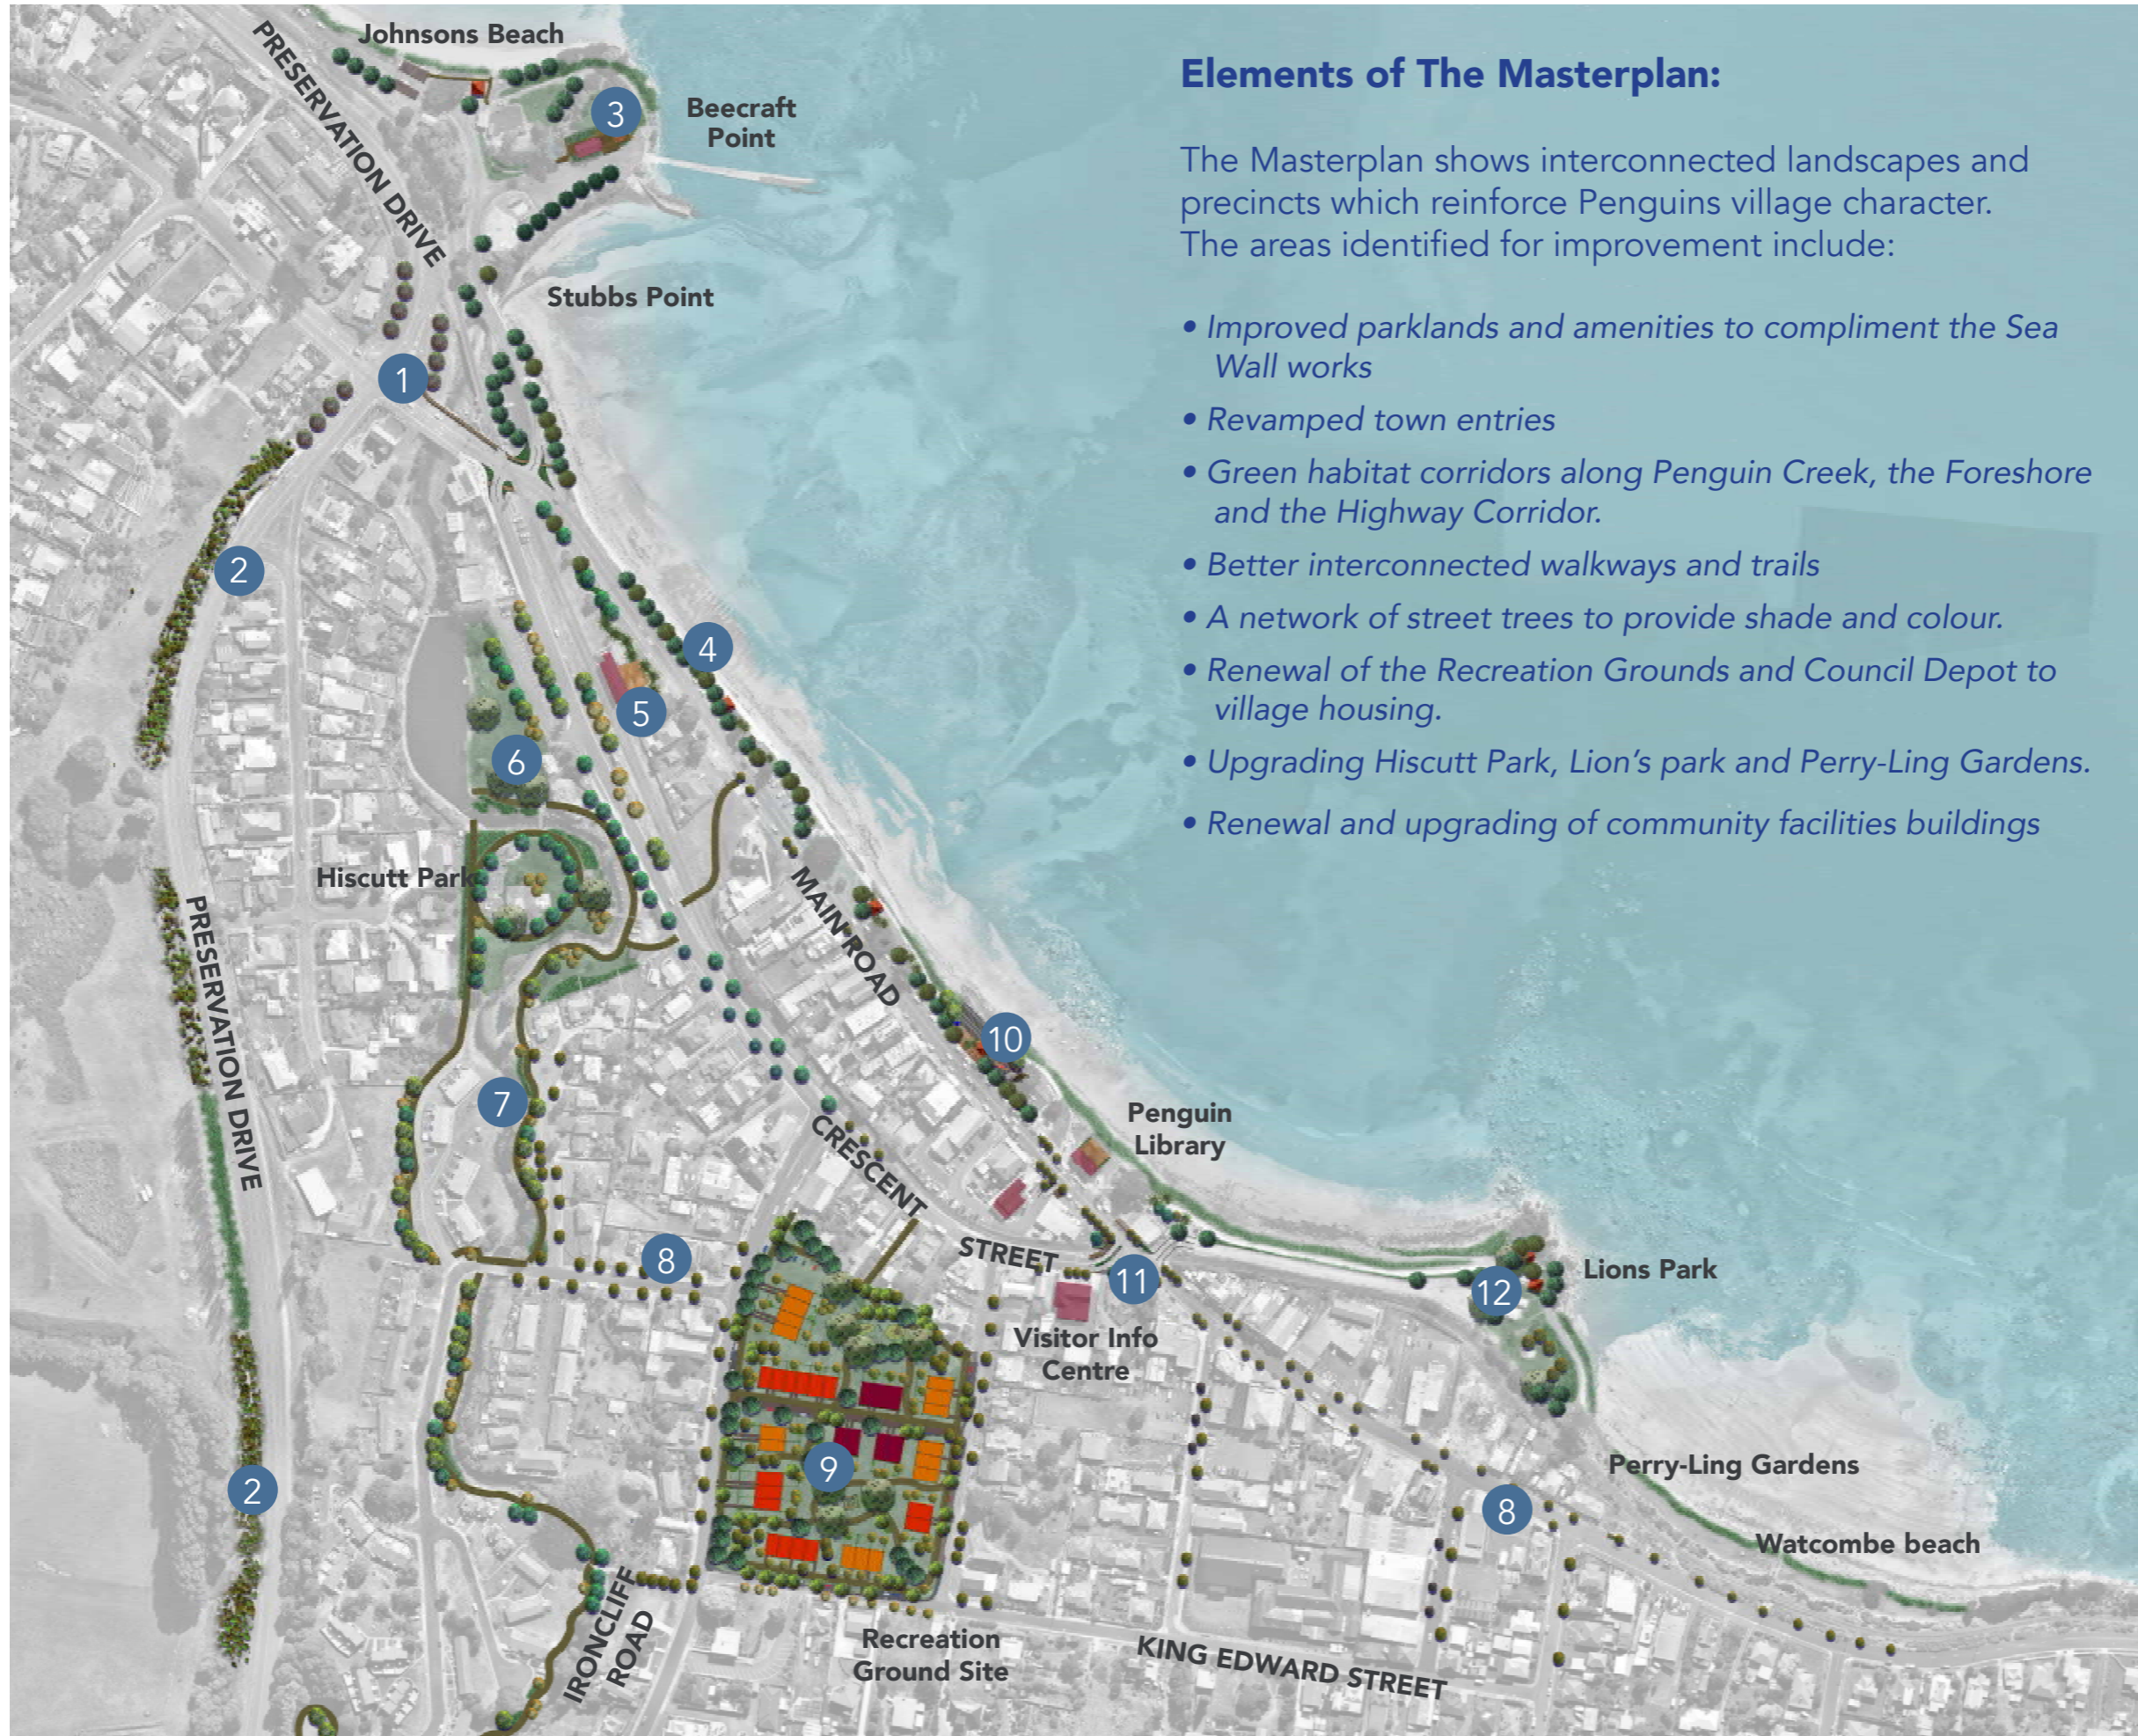 Johnsons Beach
PRESERVATION DRIVE
3
Beecraft
Point
Stubbs Point
1
2
4
5
6
Hiscutt Park
MAIN ROAD
PRESERVATION DRIVE
10
7
Penguin
Library
CRESCENT
STREET
8
11
12
Lions Park
Visitor Info
Centre
9
2
Perry-Ling Gardens
8
Watcombe beach
IRONCLIFF
ROAD
Recreation
Ground Site
KING EDWARD STREET
Elements of The Masterplan:
The Masterplan shows interconnected landscapes and
precincts which reinforce Penguins village character.
The areas identified for improvement include:
• Improved parklands and amenities to compliment the Sea
Wall works
• Revamped town entries
• Green habitat corridors along Penguin Creek, the Foreshore
and the Highway Corridor.
• Better interconnected walkways and trails
• A network of street trees to provide shade and colour.
• Renewal of the Recreation Grounds and Council Depot to
village housing.
• Upgrading Hiscutt Park, Lion’s park and Perry-Ling Gardens.
• Renewal and upgrading of community facilities buildings